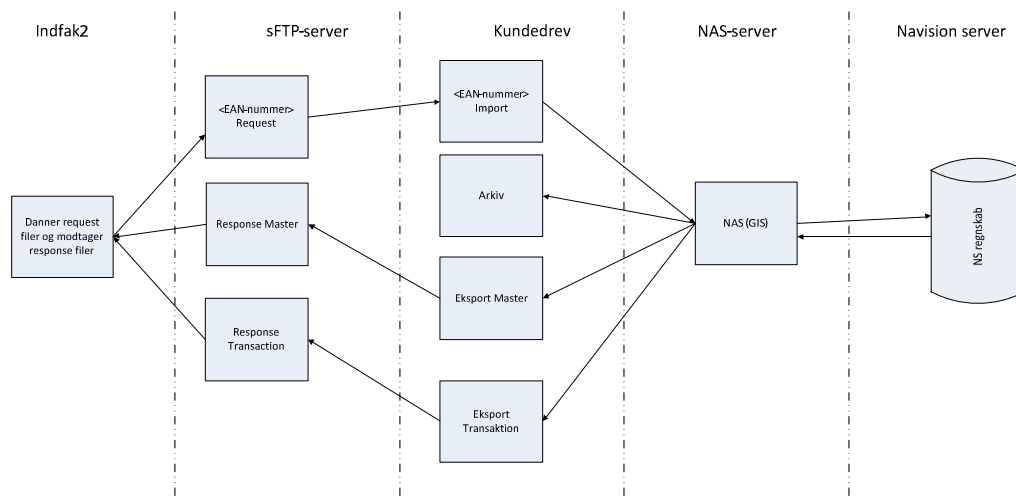 Indfak2
sFTP-server
Kundedrev
NAS-server
Navision server
<EAN-nummer>
Request
<EAN-nummer>
Import
Arkiv
Danner request
filer og modtager
response filer
Response Master
NAS (GIS)
NS regnskab
Eksport Master
Response
Transaction
Eksport
Transaktion